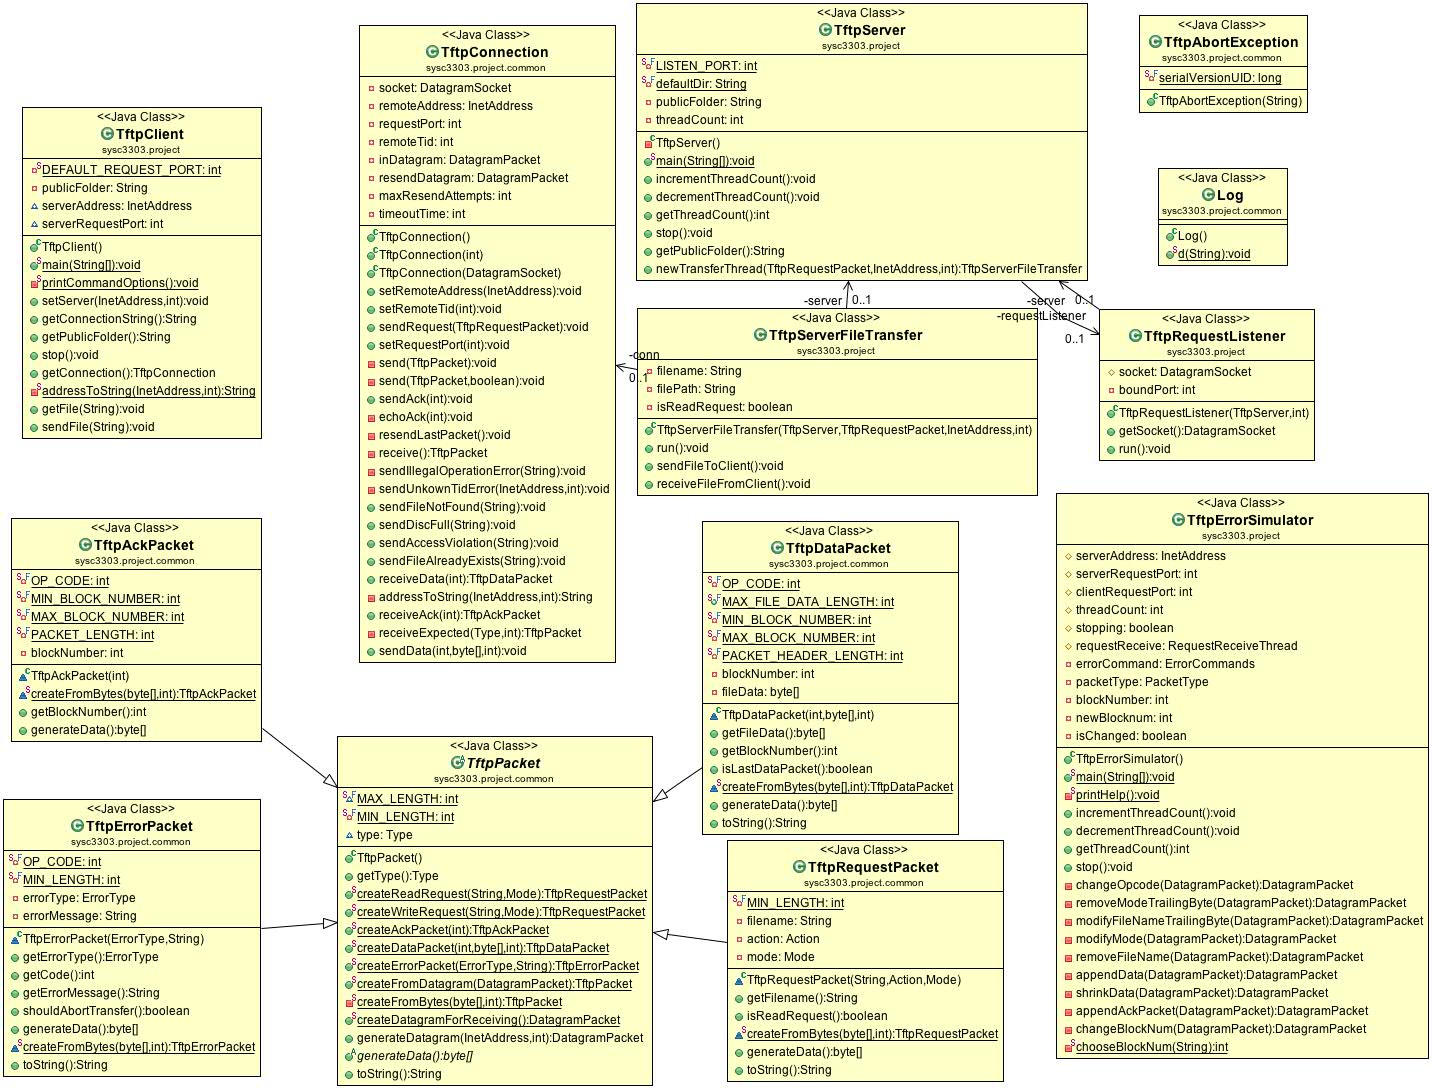 <<Java Class>>
TftpClient
sysc3303.project
DEFAULT_REQUEST_PORT: int
publicFolder: String
serverAddress: InetAddress
serverRequestPort: int
TftpClient()
main(String[]):void
printCommandOptions():void
setServer(InetAddress,int):void
getConnectionString():String
getPublicFolder():String
stop():void
getConnection():TftpConnection
addressToString(InetAddress,int):String
getFile(String):void
sendFile(String):void
<<Java Class>>
TftpConnection
sysc3303.project.common
socket: DatagramSocket
remoteAddress: InetAddress
requestPort: int
remoteTid: int
inDatagram: DatagramPacket
resendDatagram: DatagramPacket
maxResendAttempts: int
timeoutTime: int
TftpConnection()
TftpConnection(int)
TftpConnection(DatagramSocket)
setRemoteAddress(InetAddress):void
setRemoteTid(int):void
sendRequest(TftpRequestPacket):void
setRequestPort(int):void
send(TftpPacket):void
send(TftpPacket,boolean):void
sendAck(int):void
echoAck(int):void
resendLastPacket():void
receive():TftpPacket
sendIllegalOperationError(String):void
sendUnkownTidError(InetAddress,int):void
sendFileNotFound(String):void
sendDiscFull(String):void
sendAccessViolation(String):void
sendFileAlreadyExists(String):void
receiveData(int):TftpDataPacket
addressToString(InetAddress,int):String
receiveAck(int):TftpAckPacket
receiveExpected(Type,int):TftpPacket
sendData(int,byte[],int):void
<<Java Class>>
TftpServer
sysc3303.project
LISTEN_PORT: int
defaultDir: String
publicFolder: String
threadCount: int
TftpServer()
main(String[]):void
incrementThreadCount():void
decrementThreadCount():void
getThreadCount():int
stop():void
getPublicFolder():String
newTransferThread(TftpRequestPacket,InetAddress,int):TftpServerFileTransfer
<<Java Class>>
TftpAbortException
sysc3303.project.common
serialVersionUID: long
TftpAbortException(String)
<<Java Class>>
Log
sysc3303.project.common
Log()
d(String):void
-server
0..1
-server
0..1
-requestListener
0..1
-conn
0..1
<<Java Class>>
TftpServerFileTransfer
sysc3303.project
filename: String
filePath: String
isReadRequest: boolean
TftpServerFileTransfer(TftpServer,TftpRequestPacket,InetAddress,int)
run():void
sendFileToClient():void
receiveFileFromClient():void
<<Java Class>>
TftpRequestListener
sysc3303.project
socket: DatagramSocket
boundPort: int
TftpRequestListener(TftpServer,int)
getSocket():DatagramSocket
run():void
<<Java Class>>
TftpAckPacket
sysc3303.project.common
OP_CODE: int
MIN_BLOCK_NUMBER: int
MAX_BLOCK_NUMBER: int
PACKET_LENGTH: int
blockNumber: int
TftpAckPacket(int)
createFromBytes(byte[],int):TftpAckPacket
getBlockNumber():int
generateData():byte[]
<<Java Class>>
TftpDataPacket
sysc3303.project.common
OP_CODE: int
MAX_FILE_DATA_LENGTH: int
MIN_BLOCK_NUMBER: int
MAX_BLOCK_NUMBER: int
PACKET_HEADER_LENGTH: int
blockNumber: int
fileData: byte[]
TftpDataPacket(int,byte[],int)
getFileData():byte[]
getBlockNumber():int
isLastDataPacket():boolean
createFromBytes(byte[],int):TftpDataPacket
generateData():byte[]
toString():String
<<Java Class>>
TftpErrorSimulator
sysc3303.project
serverAddress: InetAddress
serverRequestPort: int
clientRequestPort: int
threadCount: int
stopping: boolean
requestReceive: RequestReceiveThread
errorCommand: ErrorCommands
packetType: PacketType
blockNumber: int
newBlocknum: int
isChanged: boolean
TftpErrorSimulator()
main(String[]):void
printHelp():void
incrementThreadCount():void
decrementThreadCount():void
getThreadCount():int
stop():void
changeOpcode(DatagramPacket):DatagramPacket
removeModeTrailingByte(DatagramPacket):DatagramPacket
modifyFileNameTrailingByte(DatagramPacket):DatagramPacket
modifyMode(DatagramPacket):DatagramPacket
removeFileName(DatagramPacket):DatagramPacket
appendData(DatagramPacket):DatagramPacket
shrinkData(DatagramPacket):DatagramPacket
appendAckPacket(DatagramPacket):DatagramPacket
changeBlockNum(DatagramPacket):DatagramPacket
chooseBlockNum(String):int
<<Java Class>>
TftpErrorPacket
sysc3303.project.common
OP_CODE: int
MIN_LENGTH: int
errorType: ErrorType
errorMessage: String
TftpErrorPacket(ErrorType,String)
getErrorType():ErrorType
getCode():int
getErrorMessage():String
shouldAbortTransfer():boolean
generateData():byte[]
createFromBytes(byte[],int):TftpErrorPacket
toString():String
<<Java Class>>
TftpPacket
sysc3303.project.common
MAX_LENGTH: int
MIN_LENGTH: int
type: Type
TftpPacket()
getType():Type
createReadRequest(String,Mode):TftpRequestPacket
createWriteRequest(String,Mode):TftpRequestPacket
createAckPacket(int):TftpAckPacket
createDataPacket(int,byte[],int):TftpDataPacket
createErrorPacket(ErrorType,String):TftpErrorPacket
createFromDatagram(DatagramPacket):TftpPacket
createFromBytes(byte[],int):TftpPacket
createDatagramForReceiving():DatagramPacket
generateDatagram(InetAddress,int):DatagramPacket
generateData():byte[]
toString():String
<<Java Class>>
TftpRequestPacket
sysc3303.project.common
MIN_LENGTH: int
filename: String
action: Action
mode: Mode
TftpRequestPacket(String,Action,Mode)
getFilename():String
isReadRequest():boolean
createFromBytes(byte[],int):TftpRequestPacket
generateData():byte[]
toString():String